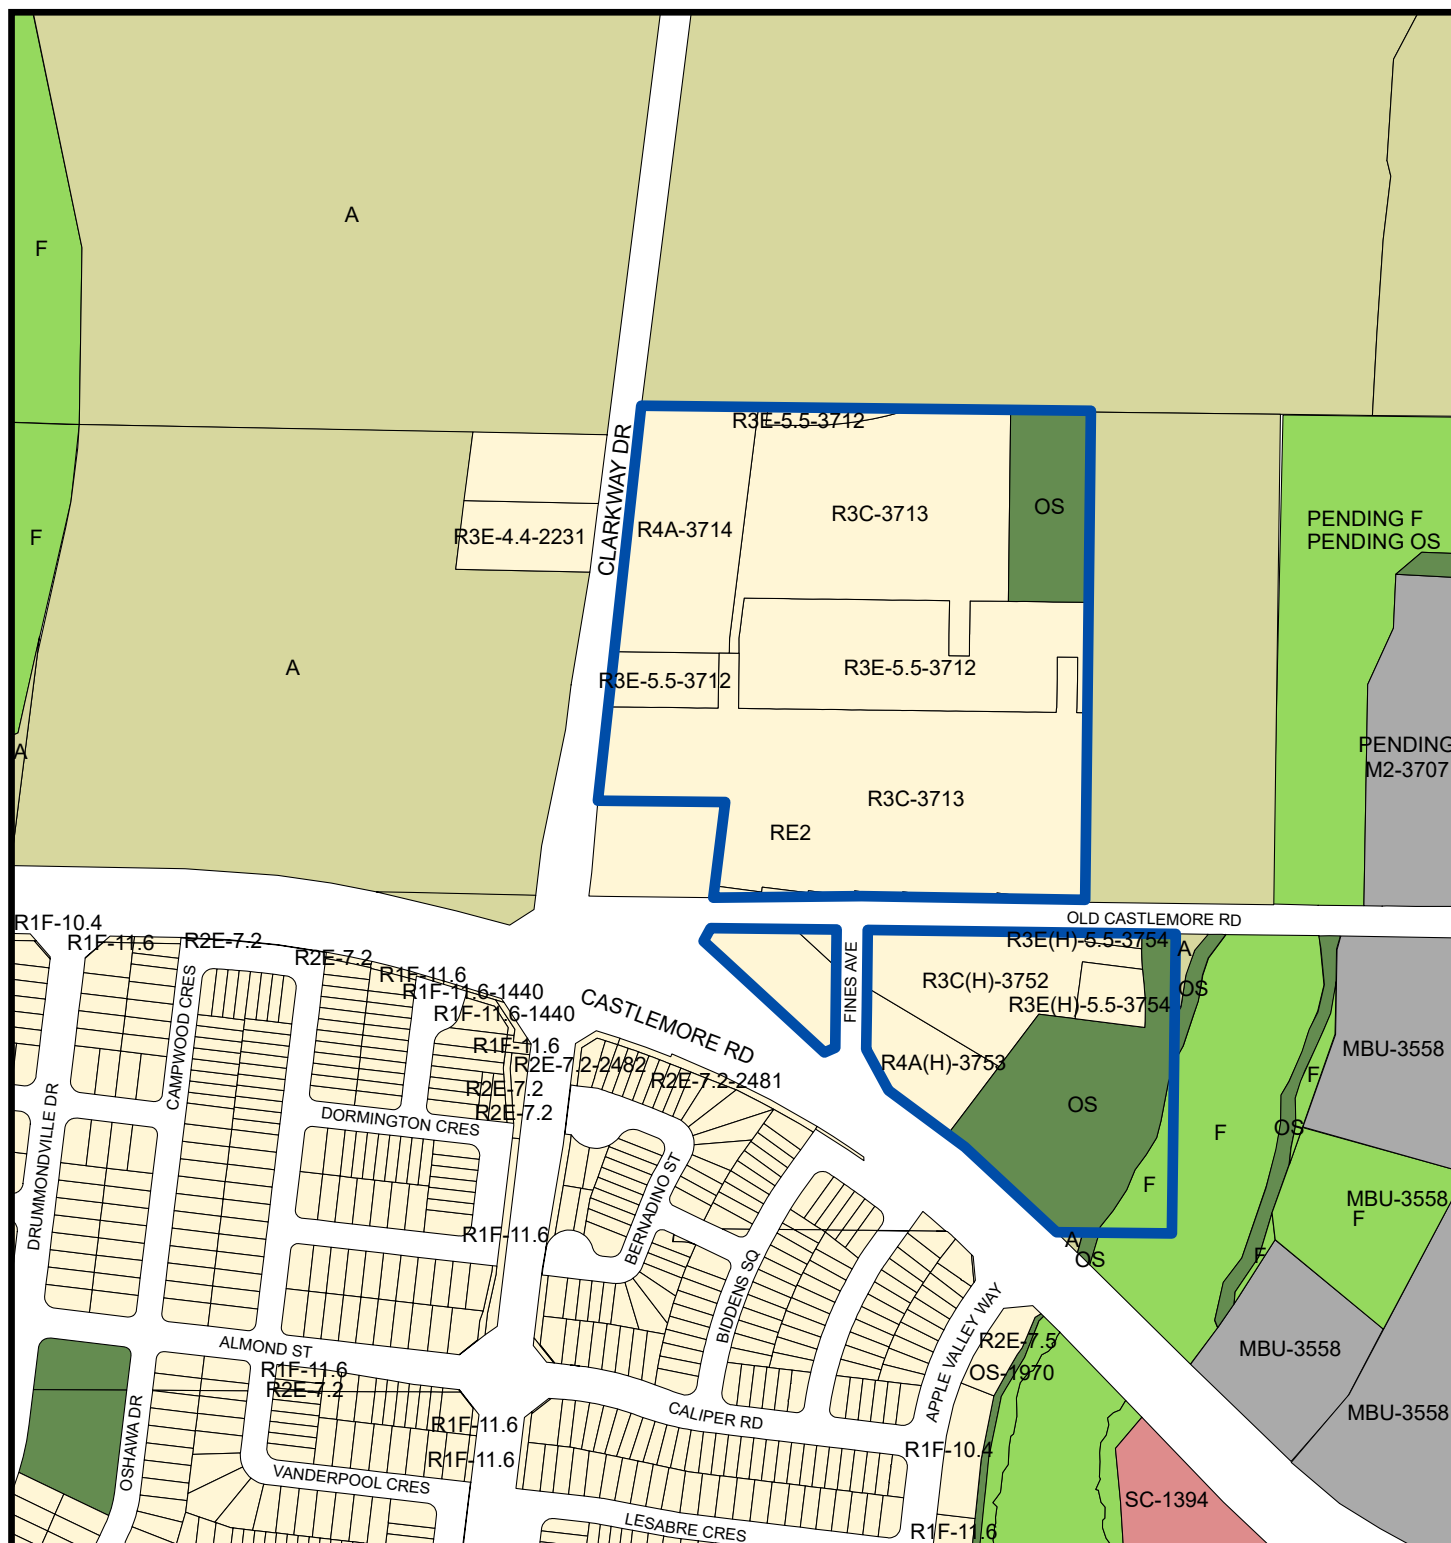 A
F
CLARKWAY DR
R3E-5.5-3712
R3C-3713
OS
R4A-3714
R3E-4.4-2231
F
PENDING F
PENDING OS
R3E-5.5-3712
R3E-5.5-3712
A
A
PENDING
M2-3707
R3C-3713
RE2
OLD CASTLEMORE RD
R1F-10.4
R1F-11.6
R2E-7.2
R2E-7.2
R1F-11.6
R1F-11.6-1440
R1F-11.6-1440
R1F-11.6
R2E-7.2-2482
R2E-7.2-2481
R2E-7.2
R2E-7.2
CASTLEMORE RD
FINES AVE
R3E(H)-5.5-3754
A
R3C(H)-3752
OS
R3E(H)-5.5-3754
R4A(H)-3753
MBU-3558
F
OS
OS
F
F
MBU-3558
F
CAMPWOOD CRES
DRUMMONDVILLE DR
DORMINGTON CRES
BERNADINO ST
R1F-11.6
BIDDENS SQ
A
OS
F
APPLE VALLEY WAY
R2E-7.5
OS-1970
MBU-3558
ALMOND ST
R1F-11.6
R2E-7.2
OSHAWA DR
R1F-11.6
R1F-11.6
CALIPER RD
MBU-3558
R1F-10.4
VANDERPOOL CRES
SC-1394
LESABRE CRES
R1F-11.6